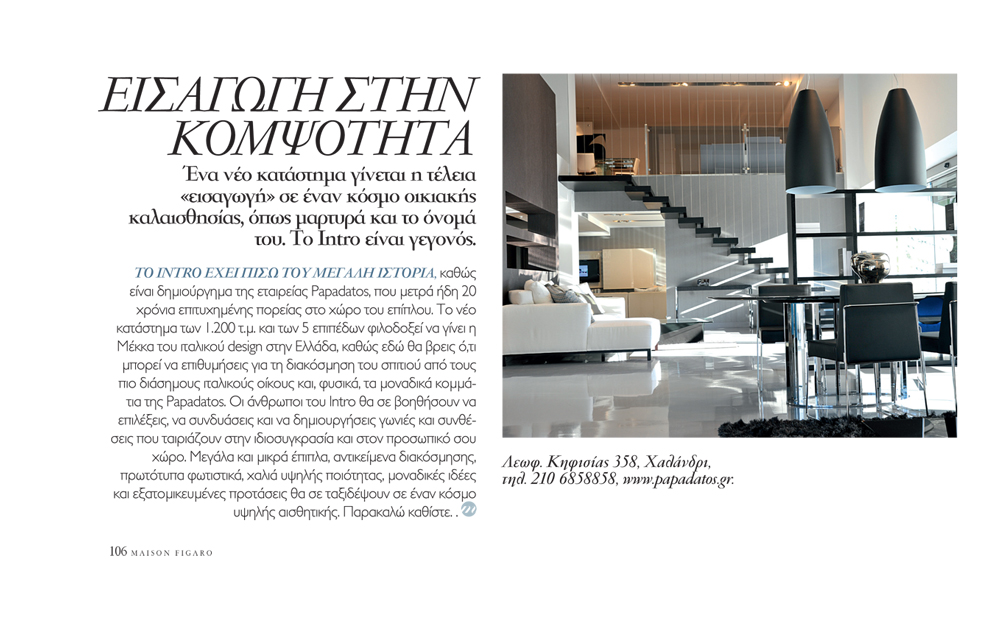 ΕΙΣΑΓΩΓΗ ΣΤΗΝ
ΚΟΜΨΟΤΗΤΑ
Ένα νέο κατάστημα γίνεται η τέλεια
«εισαγωγή» σε έναν κόσμο οικιακής
καλαισθησίας, όπως μαρτυρά και το όνομά
του. Το Intro είναι γεγονός.
ΤΟ INTRO ΕΧΕΙ ΠΙΣΩ ΤΟΥ ΜΕΓΑΛΗ ΙΣΤΟΡΙΑ, καθώς
είναι δημιούργημα της εταιρείας Papadatos, που μετρά ήδη 20
χρόνια επιτυχημένης πορείας στο χώρο του επίπλου. Το νέο
κατάστημα των 1.200 τ.μ. και των 5 επιπέδων φιλοδοξεί να γίνει η
Μέκκα του ιταλικού design στην Ελλάδα, καθώς εδώ θα βρεις ό,τι
μπορεί να επιθυμήσεις για τη διακόσμηση του σπιτιού από τους
πιο διάσημους ιταλικούς οίκους και, φυσικά, τα μοναδικά κομμά-
τια της Papadatos. Οι άνθρωποι του Intro θα σε βοηθήσουν να
επιλέξεις, να συνδυάσεις και να δημιουργήσεις γωνιές και συνθέ-
σεις που ταιριάζουν στην ιδιοσυγκρασία και στον προσωπικό σου
χώρο. Μεγάλα και μικρά έπιπλα, αντικείμενα διακόσμησης,
πρωτότυπα φωτιστικά, χαλιά υψηλής ποιότητας, μοναδικές ιδέες
και εξατομικευμένες προτάσεις θα σε ταξιδέψουν σε έναν κόσμο
υψηλής αισθητικής. Παρακαλώ καθίστε. . m
Λεωφ. Κηφισίας 358, Χαλάνδρι,
τηλ. 210 6858858, www.papadatos.gr.
106 MAISON FIGARO